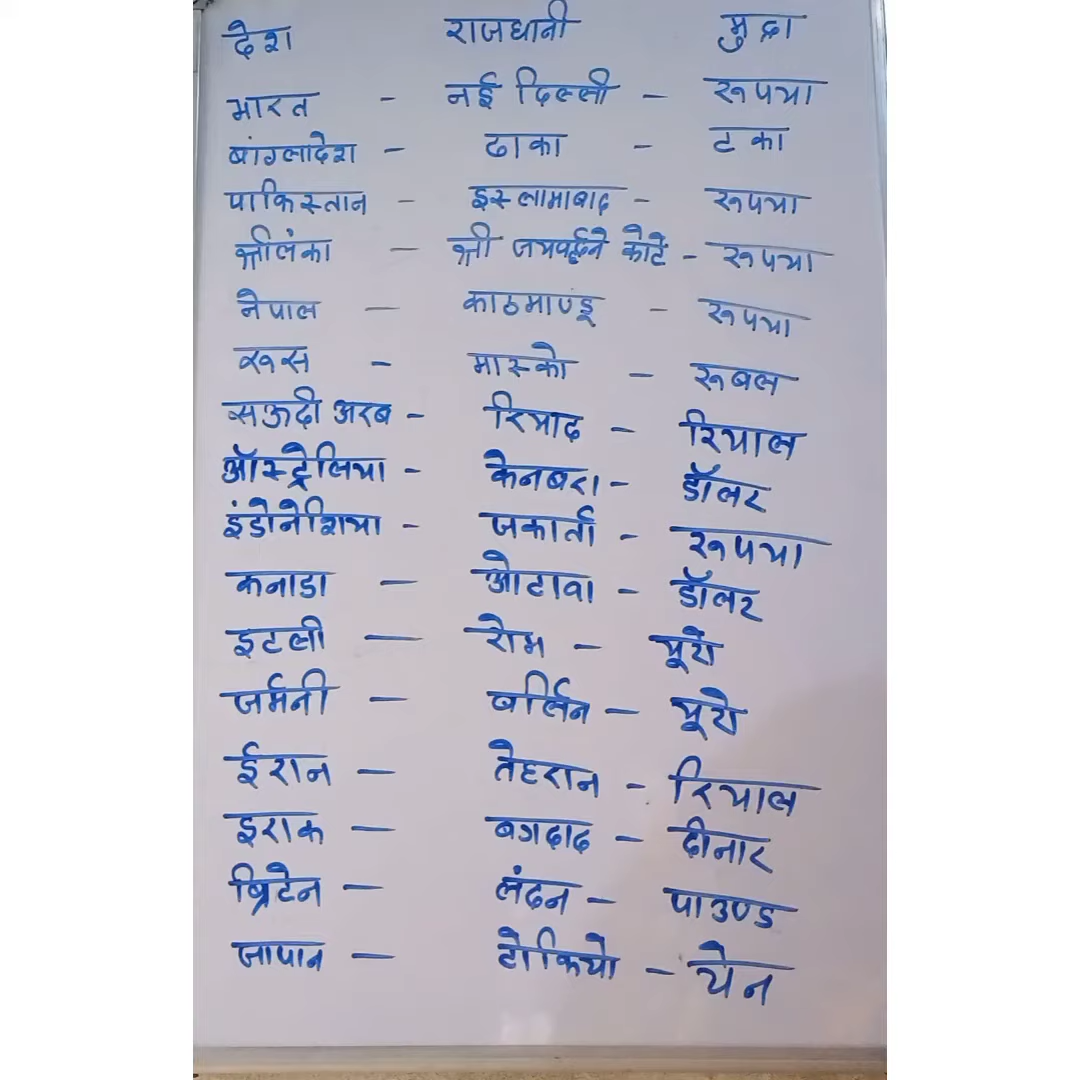 देश राजधानी मुद्रा
भारत - नई दिल्ली - रूपया
बांग्लादेश - ढाका - टका
पाकिस्तान - इस्लामाबाद - रूपया
श्रीलंका - श्री जयवर्द्धने कोटे - रूपया
नेपाल - काठमाण्डू - रूपया
रूस - मास्को - रूबल
सऊदी अरब - रियाद - रियाल
ऑस्ट्रेलिया - केनबरा - डॉलर
इंडोनेशिया - जकार्ता - रूपया
कनाडा - ओटावा - डॉलर
इटली - रोम - यूरो
जर्मनी - बर्लिन - यूरो
ईरान - तेहरान - रियाल
इराक - बगदाद - दीनार
ब्रिटेन - लंदन - पाउण्ड
जापान - टोकियो - येन